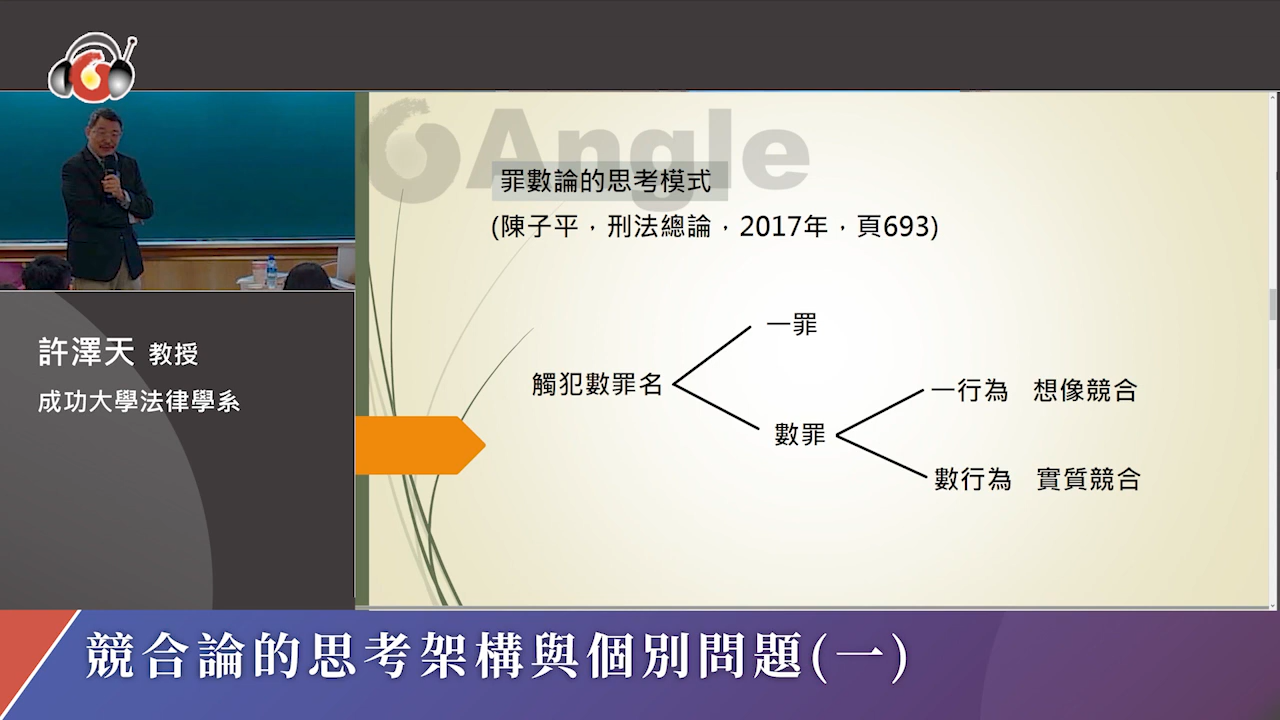 Angle
罪數論的思考模式
(陳子平，刑法總論，2017年，頁693)
一罪
觸犯數罪名
一行為 想像競合
數罪
數行為 實質競合
許澤天 教授
成功大學法律學系
競合論的思考架構與個別問題(一)